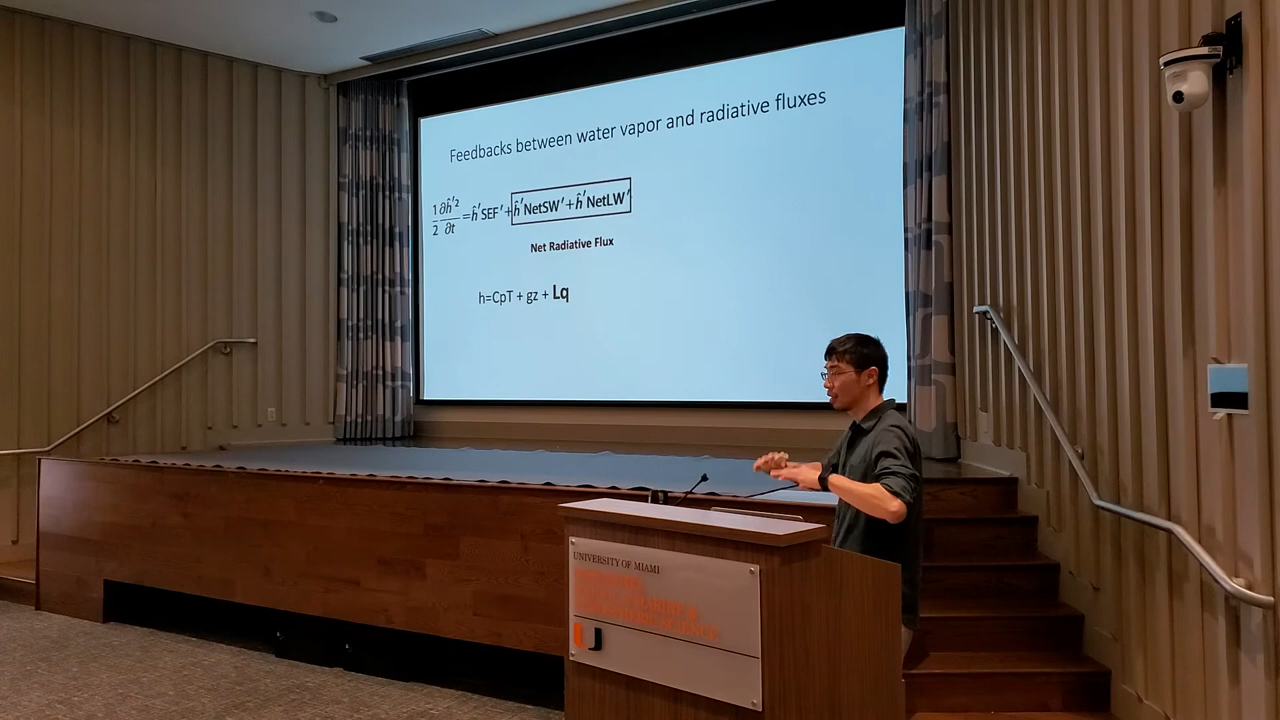 Feedbacks between water vapor and radiative fluxes
1/2 ∂ĥ′²/∂t = ĥ′SEF′ + ĥ′NetSW′ + ĥ′NetLW′
Net Radiative Flux
h=CpT + gz + Lq
UNIVERSITY OF MIAMI
SCIENCE
U